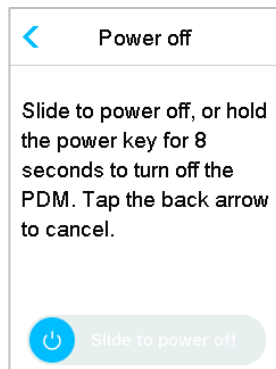 Power off
Slide to power off, or hold
the power key for 8
seconds to turn off the
PDM. Tap the back arrow
to cancel.
Slide to power off